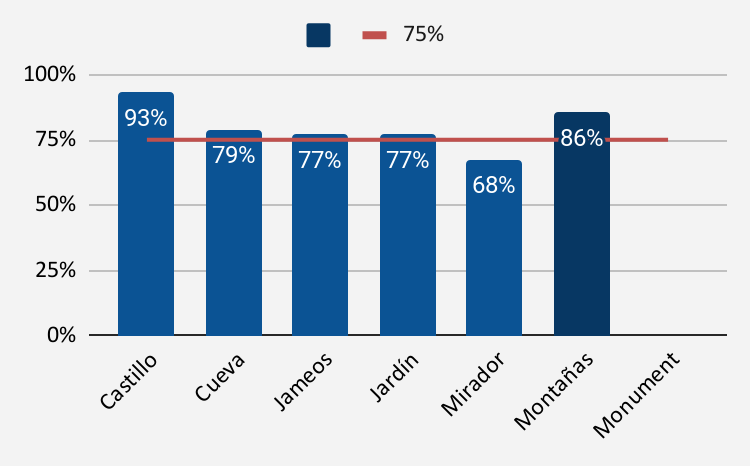 75%
100%
75%
50%
25%
0%
93%
79%
77%
77%
68%
86%
Castillo
Cueva
Jameos
Jardín
Mirador
Montañas
Monument